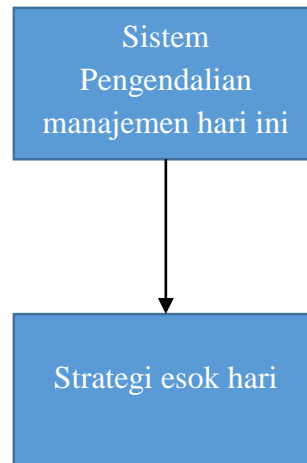 Sistem
Pengendalian
manajemen hari ini
Strategi esok hari